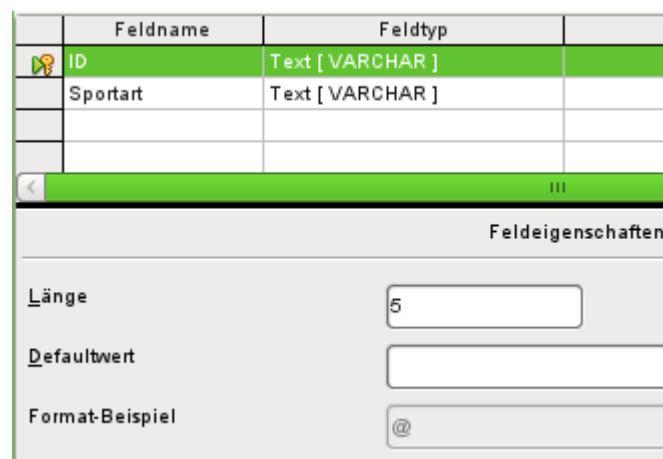 Feldname Feldtyp
ID Text [ VARCHAR ]
Sportart Text [ VARCHAR ]
Feldeigenschaften
Länge 5
Defaultwert
Format-Beispiel @